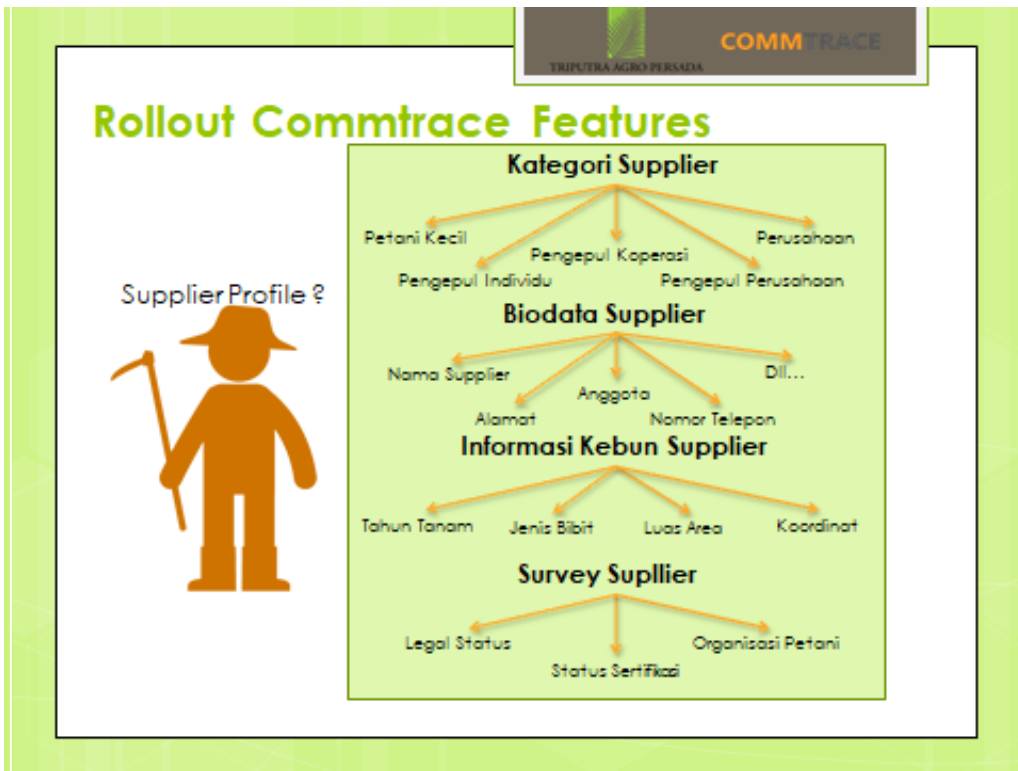 TRIPUTRA AGRO PERSADA
COMMTRACE
Rollout Commtrace Features
Supplier Profile ?
Kategori Supplier
Petani Kecil
Pengepul Koperasi
Perusahaan
Pengepul Individu
Pengepul Perusahaan
Biodata Supplier
Nama Supplier
Anggota
Dll...
Alamat
Nomor Telepon
Informasi Kebun Supplier
Tahun Tanam
Jenis Bibit
Luas Area
Koordinat
Survey Supllier
Legal Status
Status Sertifikasi
Organisasi Petani